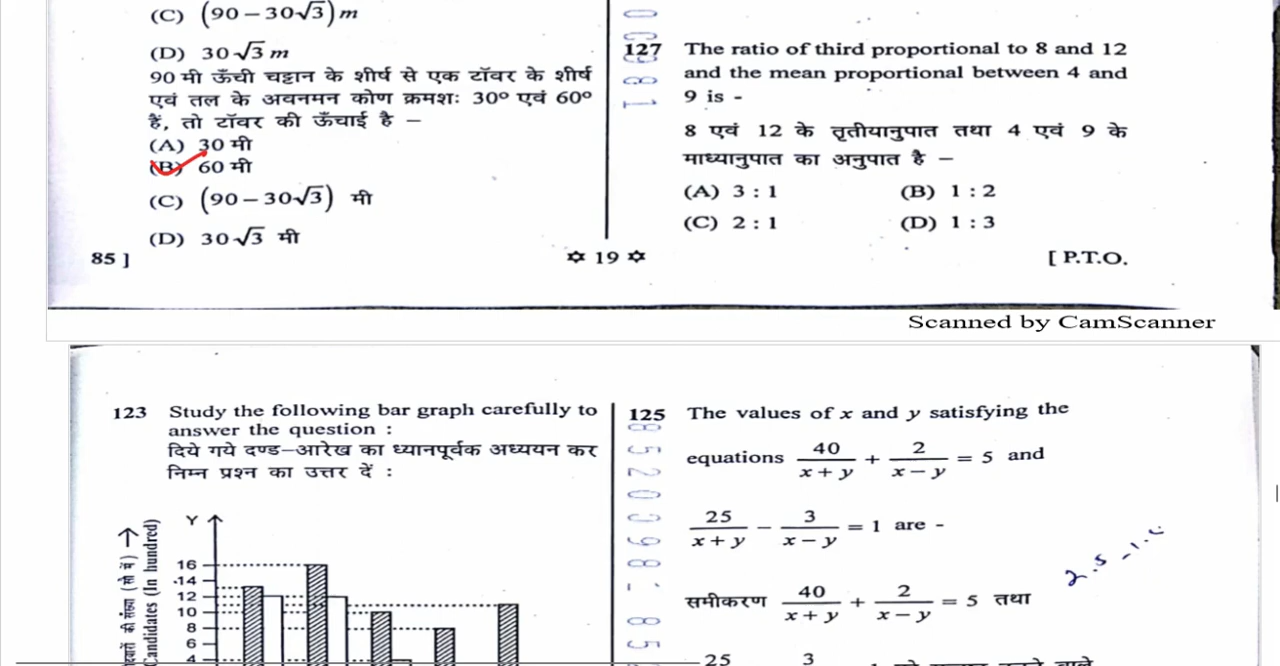 (C) (90 – 30√3) m
(D) 30√3 m
90 मी ऊँची चट्टान के शीर्ष से एक टॉवर के शीर्ष
एवं तल के अवनमन कोण क्रमशः 30° एवं 60°
हैं, तो टॉवर की ऊँचाई है –
(A) 30 मी
(B) 60 मी
(C) (90 – 30√3) मी
(D) 30√3 मी
127 The ratio of third proportional to 8 and 12
and the mean proportional between 4 and
9 is -
8 एवं 12 के तृतीयानुपात तथा 4 एवं 9 के
माध्यानुपात का अनुपात है –
(A) 3 : 1 (B) 1 : 2
(C) 2 : 1 (D) 1 : 3
85 ] ✡ 19 ✡ [ P.T.O.
Scanned by CamScanner
123 Study the following bar graph carefully to
answer the question :
दिये गये दण्ड–आरेख का ध्यानपूर्वक अध्ययन कर
निम्न प्रश्न का उत्तर दें :
Y
16
14
12
10
8
6
4
(सौ में)
Candidates (In hundred)
125 The values of x and y satisfying the
equations 40/(x + y) + 2/(x – y) = 5 and
25/(x + y) – 3/(x – y) = 1 are -
समीकरण 40/(x + y) + 2/(x – y) = 5 तथा
25 3